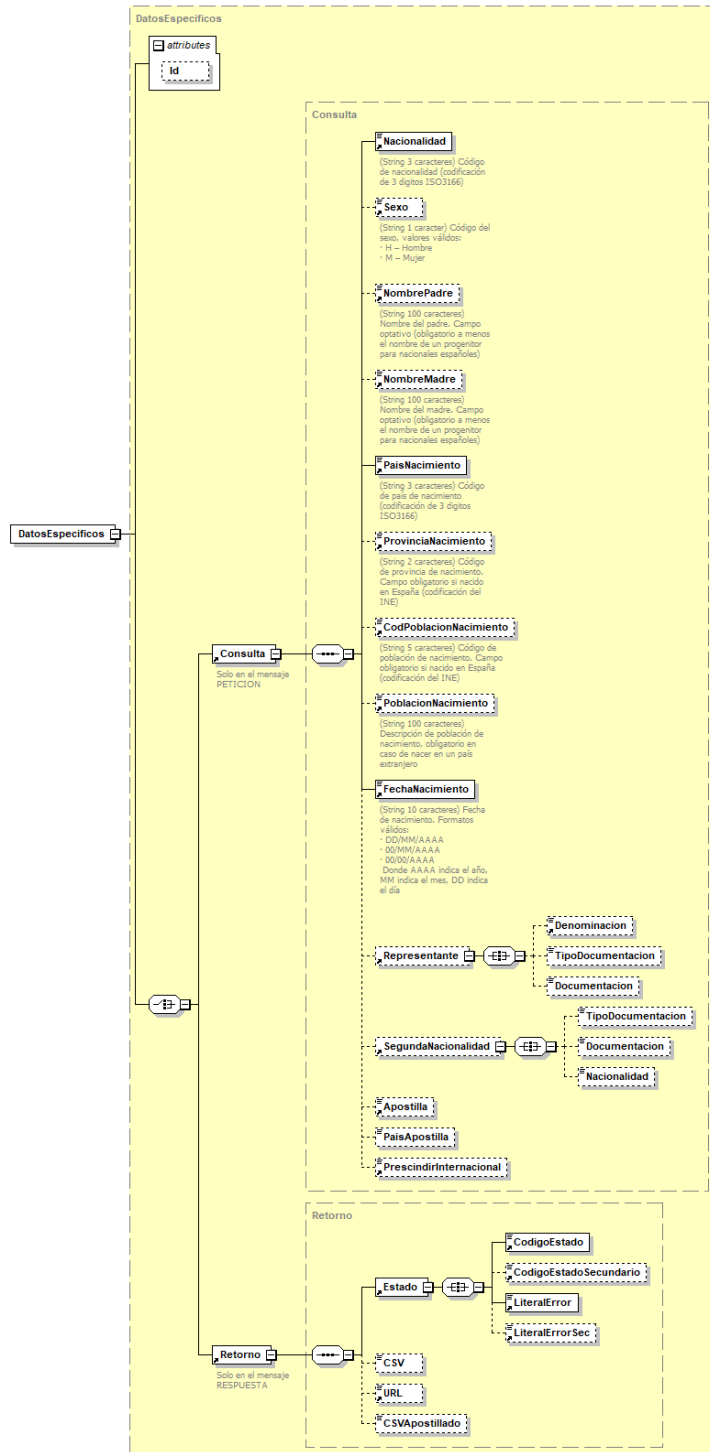 DatosEspecificos
attributes
Id
Consulta
Nacionalidad
(String 3 caracteres) Código
de nacionalidad (codificación
de 3 digitos ISO3166)
Sexo
(String 1 caracter) Código del
sexo, valores válidos:
· H – Hombre
· M – Mujer
NombrePadre
(String 100 caracteres)
Nombre del padre. Campo
optativo (obligatorio a menos
el nombre de un progenitor
para nacionales españoles)
NombreMadre
(String 100 caracteres)
Nombre del madre. Campo
optativo (obligatorio a menos
el nombre de un progenitor
para nacionales españoles)
PaisNacimiento
(String 3 caracteres) Código
de país de nacimiento
(codificación de 3 digitos
ISO3166)
DatosEspecificos
ProvinciaNacimiento
(String 2 caracteres) Código
de provincia de nacimiento.
Campo obligatorio si nacido
en España (codificación del
INE)
CodPoblacionNacimiento
(String 5 caracteres) Código de
población de nacimiento. Campo
obligatorio si nacido en España
(codificación del INE)
Consulta
Solo en el mensaje
PETICION
PoblacionNacimiento
(String 100 caracteres)
Descripción de población de
nacimiento, obligatorio en
caso de nacer en un país
extranjero
FechaNacimiento
(String 10 caracteres) Fecha
de nacimiento. Formatos
válidos:
· DD/MM/AAAA
· 00/MM/AAAA
· 00/00/AAAA
Donde AAAA indica el año,
MM indica el mes, DD indica
el día
Representante
Denominacion
TipoDocumentacion
Documentacion
SegundaNacionalidad
TipoDocumentacion
Documentacion
Nacionalidad
Apostilla
PaisApostilla
PrescindirInternacional
Retorno
Estado
CodigoEstado
CodigoEstadoSecundario
LiteralError
LiteralErrorSec
Retorno
Solo en el mensaje
RESPUESTA
CSV
URL
CSVApostillado